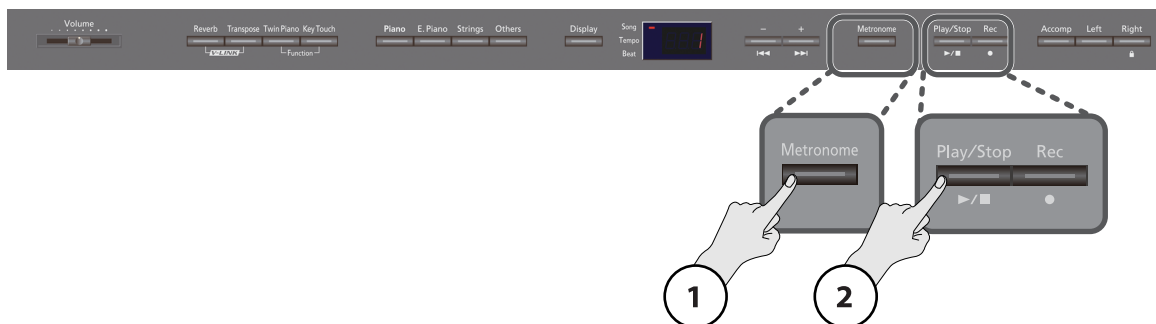 Volume
Reverb Transpose Twin Piano Key Touch
V-LINK Function
Piano E. Piano Strings Others
Display
Song
Tempo
Beat
1
− +
Metronome
Play/Stop Rec
Accomp Left Right
Metronome
Play/Stop Rec
1
2